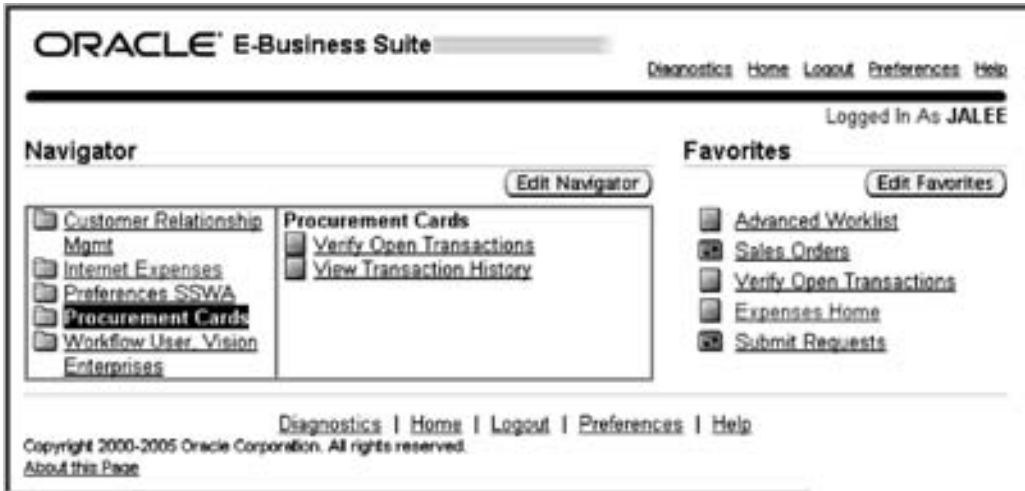 ORACLE® E-Business Suite
Diagnostics Home Logout Preferences Help
Logged In As JALEE
Navigator
Edit Navigator
Customer Relationship
Mgmt
Internet Expenses
Preferences SSWA
Procurement Cards
Workflow User, Vision
Enterprises
Procurement Cards
Verify Open Transactions
View Transaction History
Favorites
Edit Favorites
Advanced Worklist
Sales Orders
Verify Open Transactions
Expenses Home
Submit Requests
Diagnostics | Home | Logout | Preferences | Help
Copyright 2000-2005 Oracle Corporation. All rights reserved.
About this Page